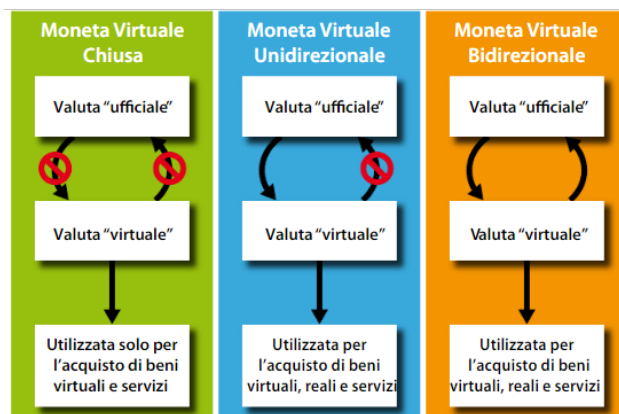 Moneta Virtuale
Chiusa
Valuta “ufficiale”
Valuta “virtuale”
Utilizzata solo per
l’acquisto di beni
virtuali e servizi
Moneta Virtuale
Unidirezionale
Valuta “ufficiale”
Valuta “virtuale”
Utilizzata per
l’acquisto di beni
virtuali, reali e servizi
Moneta Virtuale
Bidirezionale
Valuta “ufficiale”
Valuta “virtuale”
Utilizzata per
l’acquisto di beni
virtuali, reali e servizi